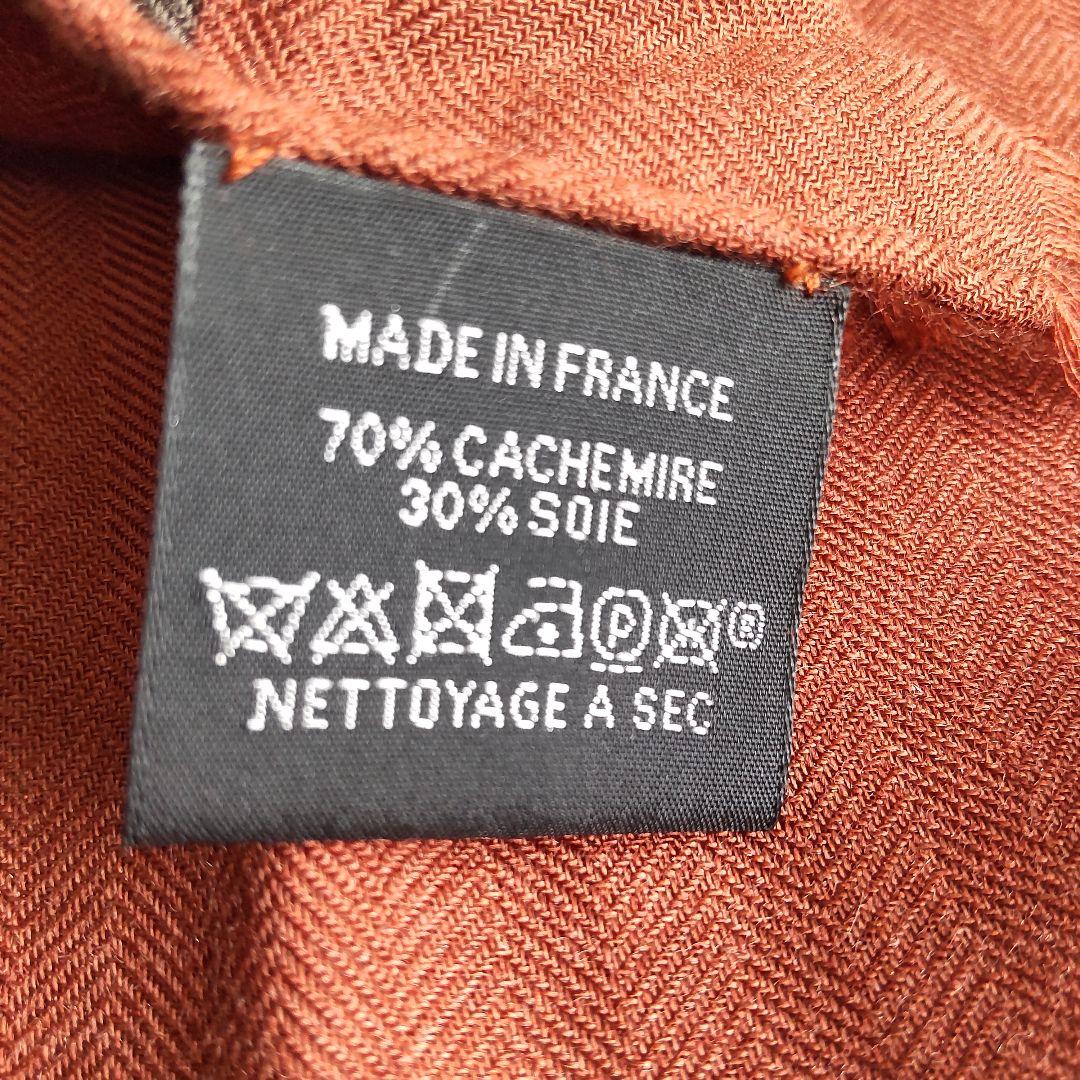 MADE IN FRANCE
70% CACHEMIRE
30% SOIE
P ®
NETTOYAGE A SEC